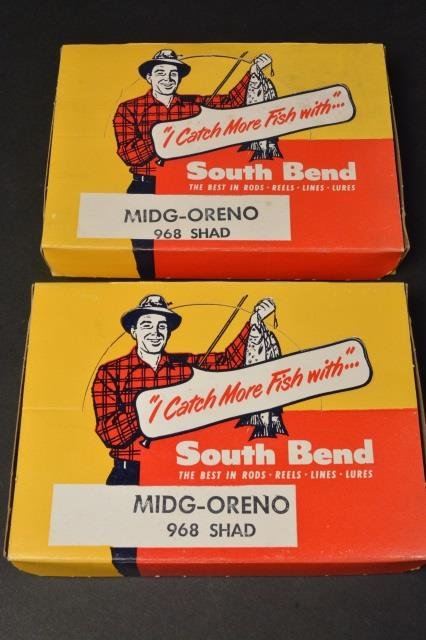 "I Catch More Fish with..."
South Bend
THE BEST IN RODS · REELS · LINES · LURES
MIDG-ORENO
968 SHAD
"I Catch More Fish with..."
South Bend
THE BEST IN RODS · REELS · LINES · LURES
MIDG-ORENO
968 SHAD